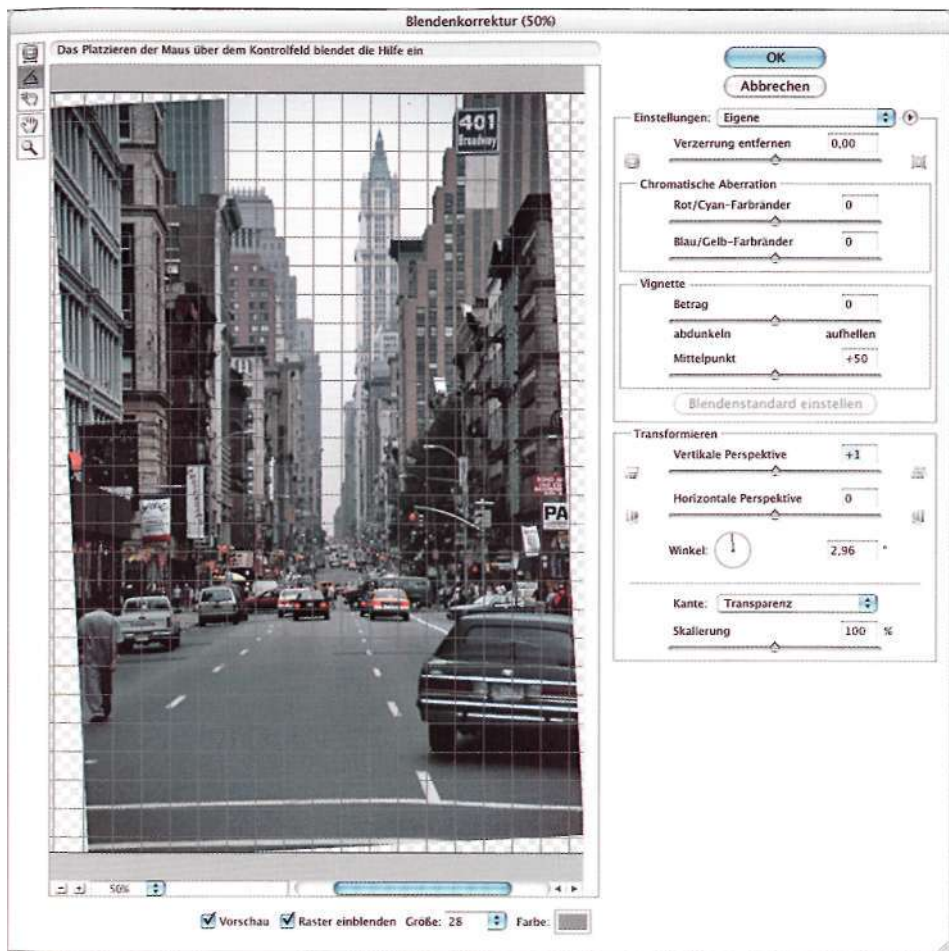 Blendenkorrektur (50%)
Das Platzieren der Maus über dem Kontrolfeld blendet die Hilfe ein
OK
Abbrechen
Einstellungen: Eigene
Verzerrung entfernen 0,00
Chromatische Aberration
Rot/Cyan-Farbränder 0
Blau/Gelb-Farbränder 0
Vignette
Betrag 0
abdunkeln aufhellen
Mittelpunkt +50
Blendenstandard einstellen
Transformieren
Vertikale Perspektive +1
Horizontale Perspektive 0
Winkel: 2,96 °
Kante: Transparenz
Skalierung 100 %
401
Broadway
PA
50%
Vorschau Raster einblenden Größe: 28 Farbe: